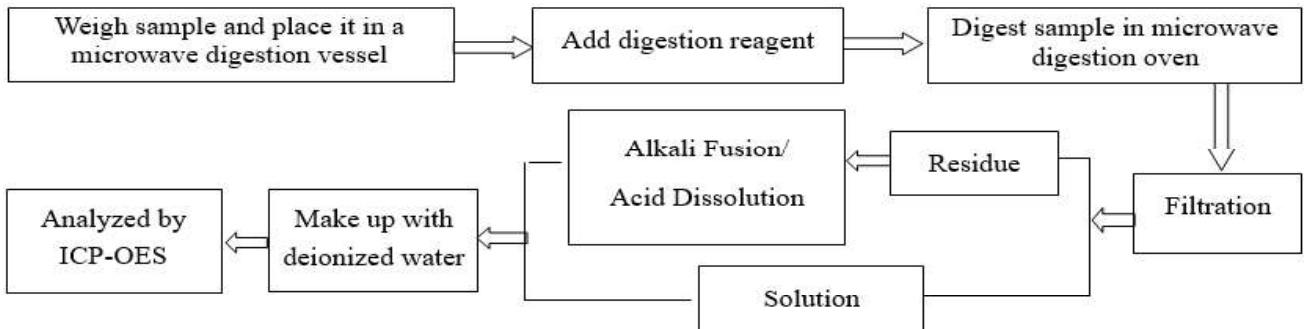 Weigh sample and place it in a
microwave digestion vessel
Add digestion reagent
Digest sample in microwave
digestion oven
Filtration
Residue
Alkali Fusion/
Acid Dissolution
Solution
Make up with
deionized water
Analyzed by
ICP-OES